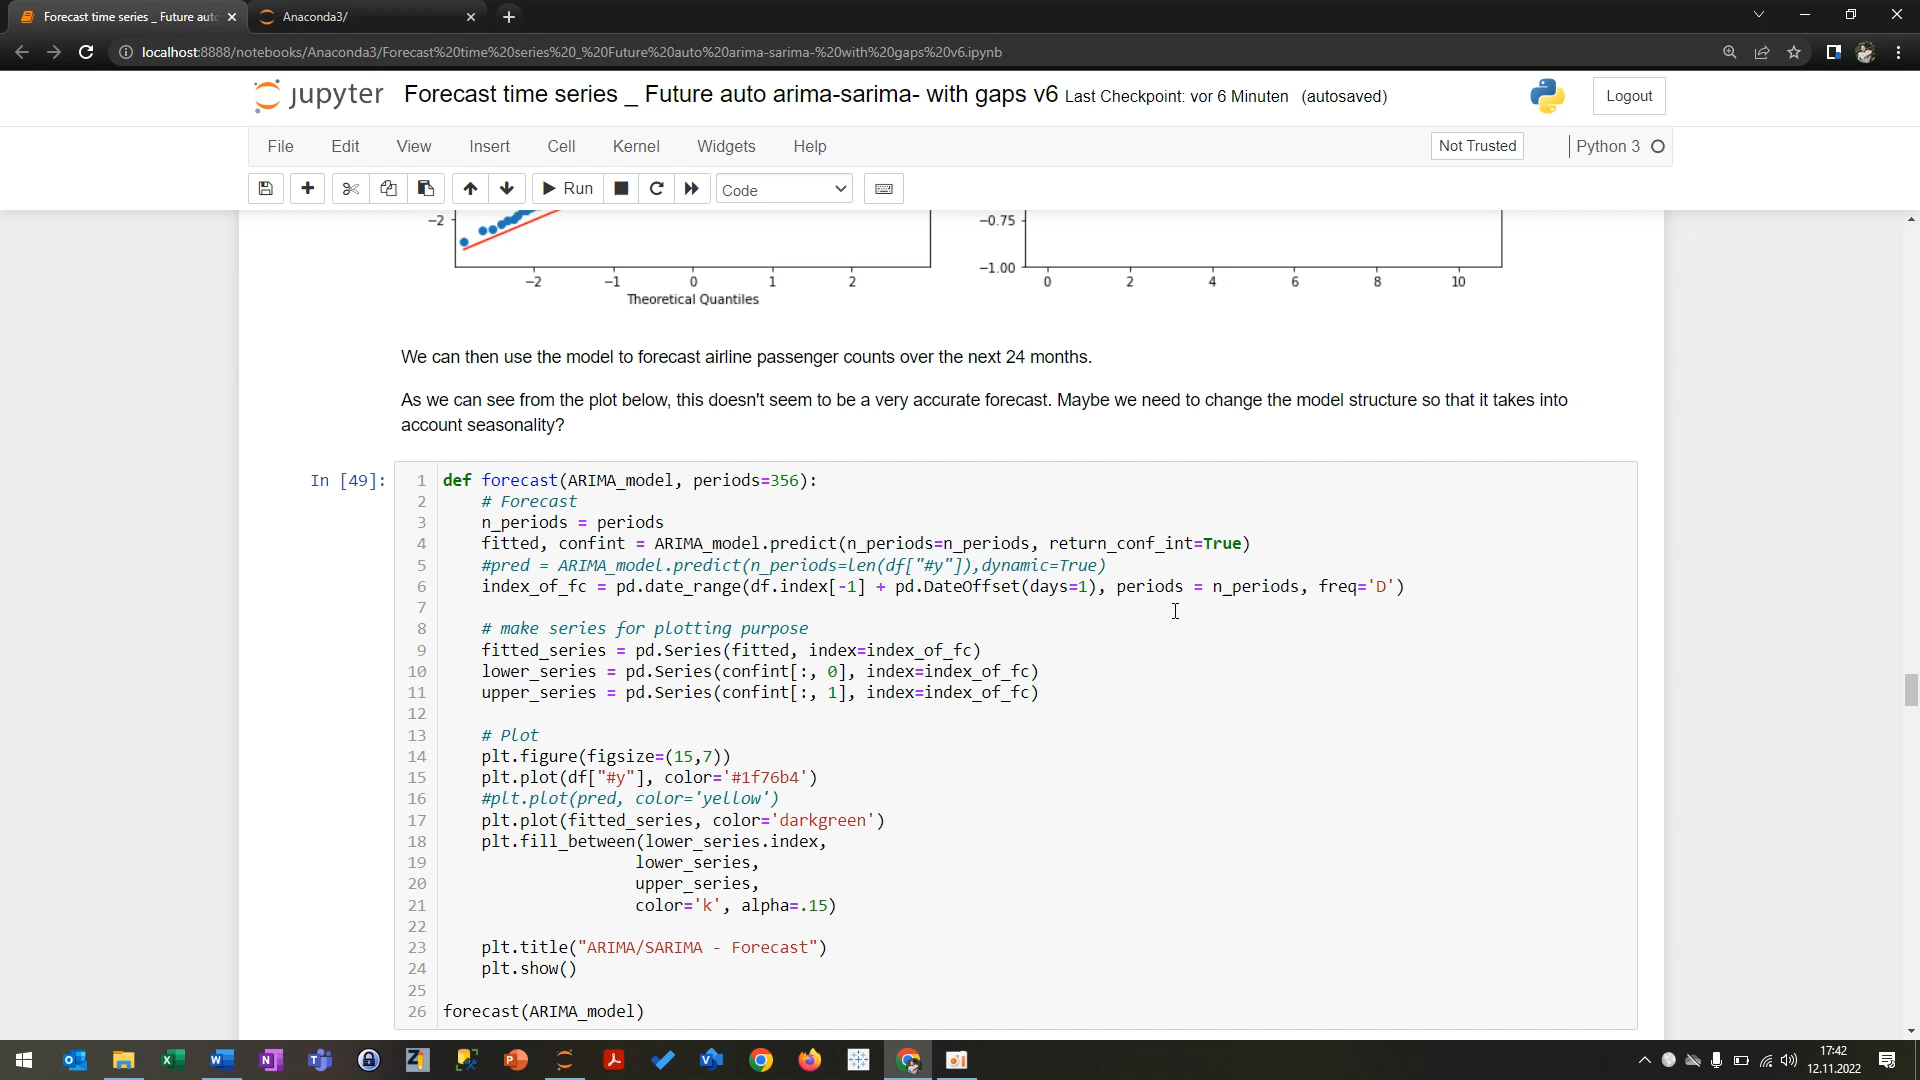 Forecast time series _ Future auto
Anaconda3/
localhost:8888/notebooks/Anaconda3/Forecast%20time%20series%20_%20Future%20auto%20arima-sarima-%20with%20gaps%20v6.ipynb
jupyter Forecast time series _ Future auto arima-sarima- with gaps v6 Last Checkpoint: vor 6 Minuten (autosaved)
Logout
File Edit View Insert Cell Kernel Widgets Help Not Trusted Python 3
Run Code
−2 −0.75
−1.00
−2 −1 0 1 2 0 2 4 6 8 10
Theoretical Quantiles
We can then use the model to forecast airline passenger counts over the next 24 months.
As we can see from the plot below, this doesn't seem to be a very accurate forecast. Maybe we need to change the model structure so that it takes into
account seasonality?
In [49]: 1 def forecast(ARIMA_model, periods=356):
2 # Forecast
3 n_periods = periods
4 fitted, confint = ARIMA_model.predict(n_periods=n_periods, return_conf_int=True)
5 #pred = ARIMA_model.predict(n_periods=len(df["#y"]),dynamic=True)
6 index_of_fc = pd.date_range(df.index[-1] + pd.DateOffset(days=1), periods = n_periods, freq='D')
7
8 # make series for plotting purpose
9 fitted_series = pd.Series(fitted, index=index_of_fc)
10 lower_series = pd.Series(confint[:, 0], index=index_of_fc)
11 upper_series = pd.Series(confint[:, 1], index=index_of_fc)
12
13 # Plot
14 plt.figure(figsize=(15,7))
15 plt.plot(df["#y"], color='#1f76b4')
16 #plt.plot(pred, color='yellow')
17 plt.plot(fitted_series, color='darkgreen')
18 plt.fill_between(lower_series.index,
19 lower_series,
20 upper_series,
21 color='k', alpha=.15)
22
23 plt.title("ARIMA/SARIMA - Forecast")
24 plt.show()
25
26 forecast(ARIMA_model)
17:42
12.11.2022